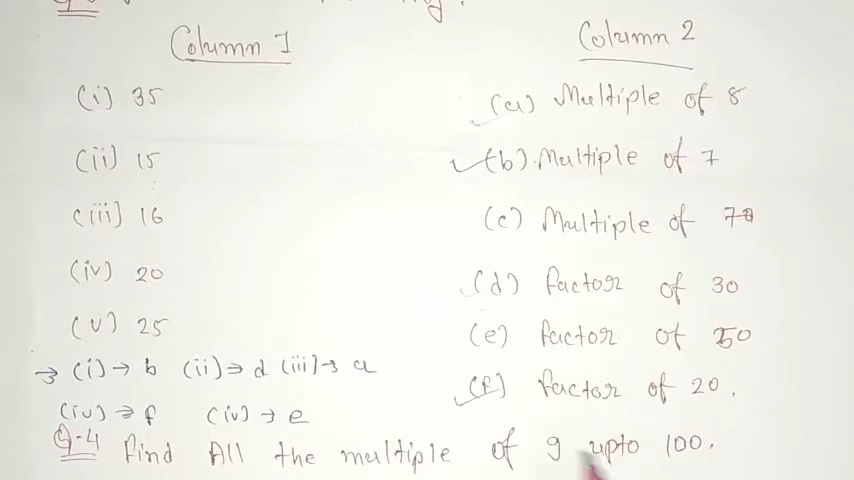 Column 1 Column 2
(i) 35 (a) Multiple of 8
(ii) 15 (b) Multiple of 7
(iii) 16 (c) Multiple of 70
(iv) 20 (d) factor of 30
(v) 25 (e) factor of 50
→ (i) → b (ii) → d (iii) → a
(f) factor of 20.
(iv) → f (iv) → e
Q-4 Find All the multiple of 9 upto 100.